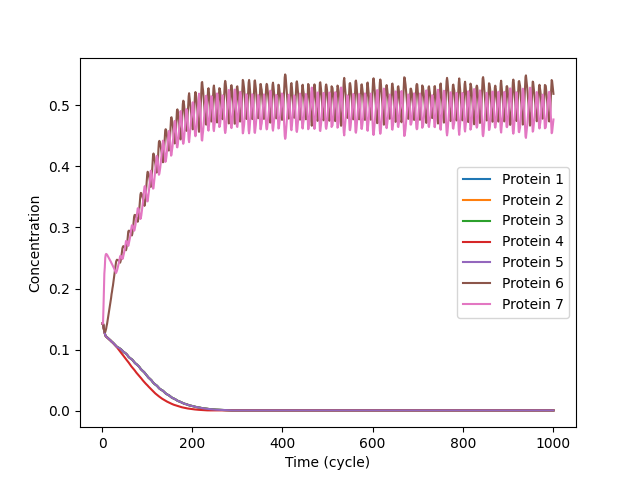 0.5
0.4
0.3
0.2
0.1
0.0
Concentration
Protein 1
Protein 2
Protein 3
Protein 4
Protein 5
Protein 6
Protein 7
0 200 400 600 800 1000
Time (cycle)